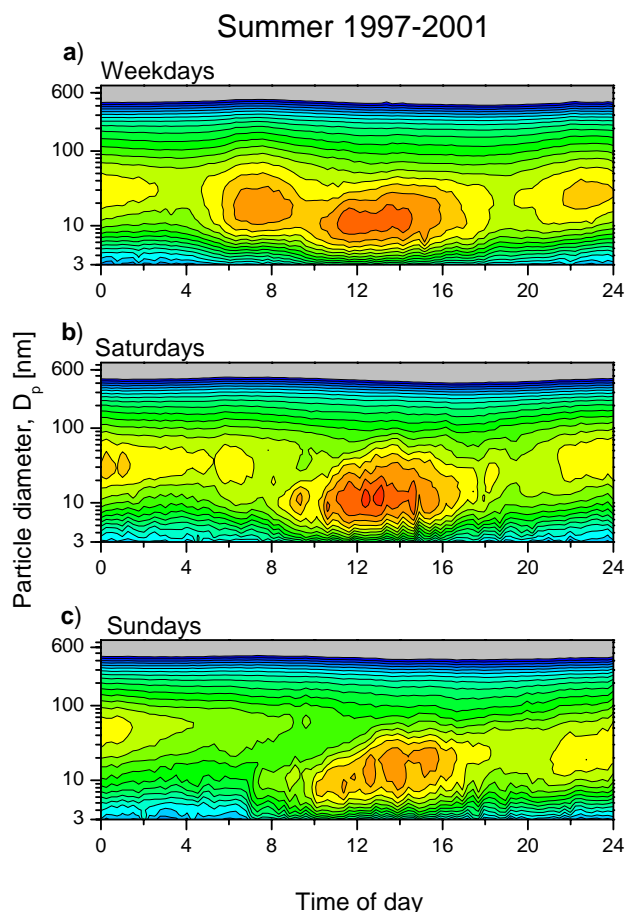 Summer 1997-2001
a)
Weekdays
600
100
10
3
0 4 8 12 16 20 24
b)
Saturdays
600
100
10
3
0 4 8 12 16 20 24
Particle diameter, D_p [nm]
c)
Sundays
600
100
10
3
0 4 8 12 16 20 24
Time of day